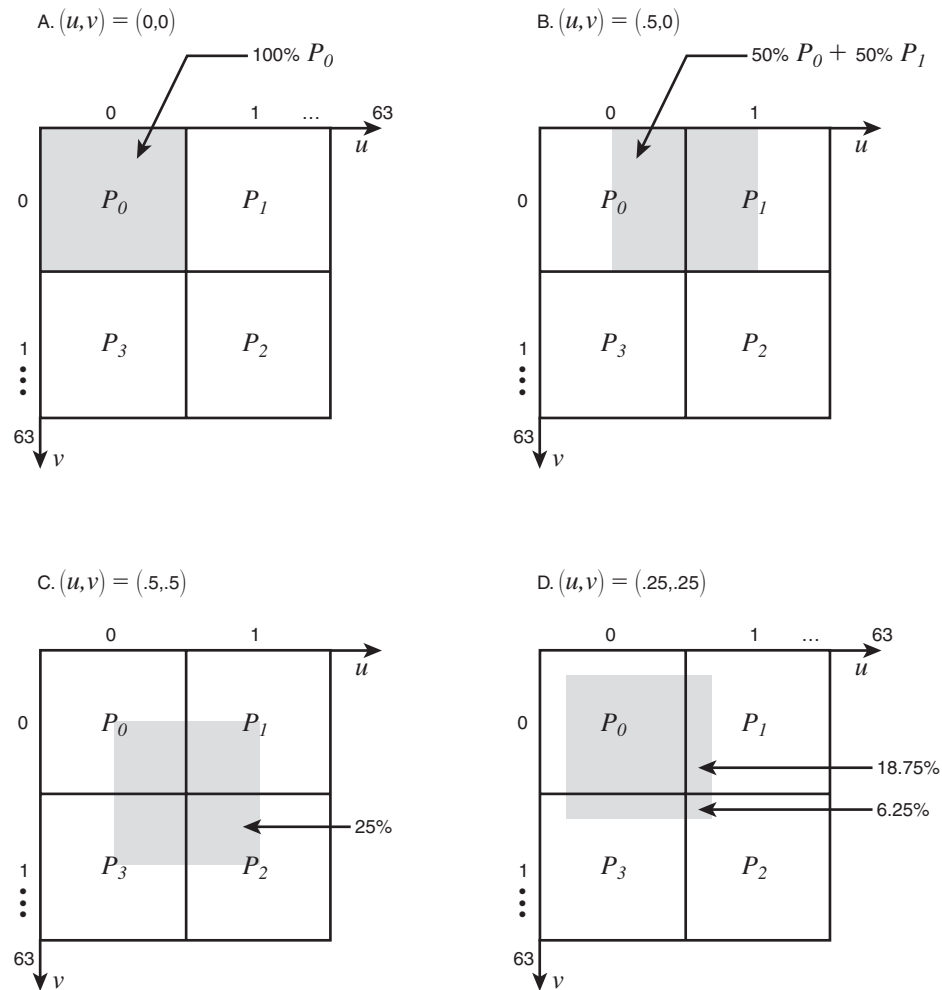 A. (u,v) = (0,0)
100% P0
0 1 … 63
u
0
P0 P1
1
P3 P2
63
v
B. (u,v) = (.5,0)
50% P0 + 50% P1
0 1
u
0
P0 P1
1
P3 P2
63
v
C. (u,v) = (.5,.5)
0 1
u
0
P0 P1
25%
1
P3 P2
63
v
D. (u,v) = (.25,.25)
0 1 … 63
u
0
P0 P1
18.75%
6.25%
1
P3 P2
63
v